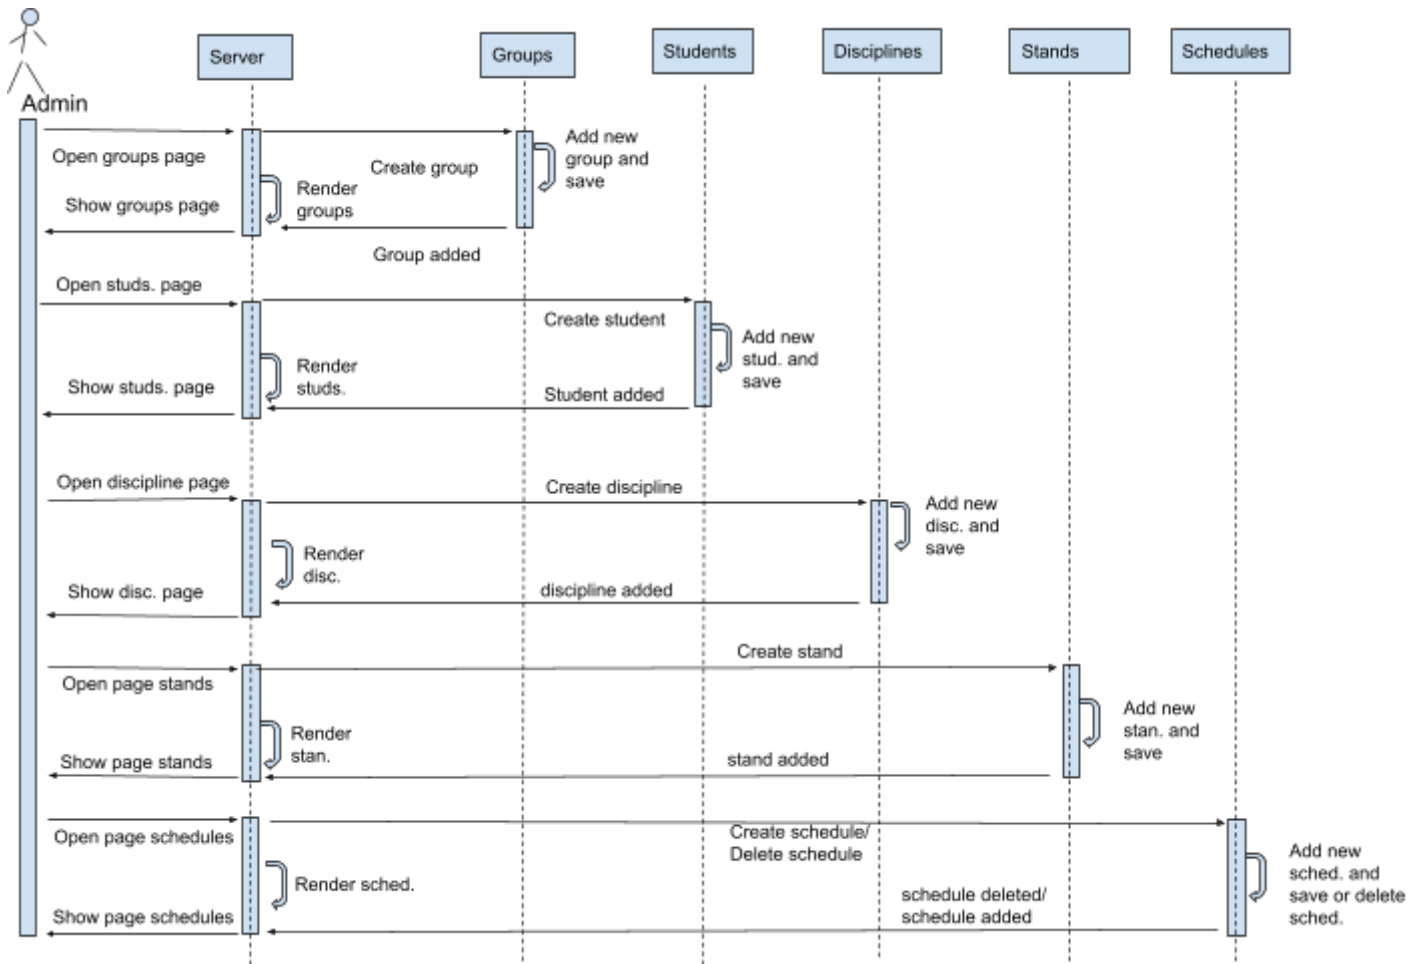 Server
Groups
Students
Disciplines
Stands
Schedules
Admin
Open groups page
Create group
Add new
group and
save
Render
groups
Show groups page
Group added
Open studs. page
Create student
Add new
stud. and
save
Render
studs.
Show studs. page
Student added
Open discipline page
Create discipline
Add new
disc. and
save
Render
disc.
Show disc. page
discipline added
Create stand
Open page stands
Add new
stan. and
save
Render
stan.
Show page stands
stand added
Open page schedules
Create schedule/
Delete schedule
Add new
sched. and
save or delete
sched.
Render sched.
schedule deleted/
schedule added
Show page schedules